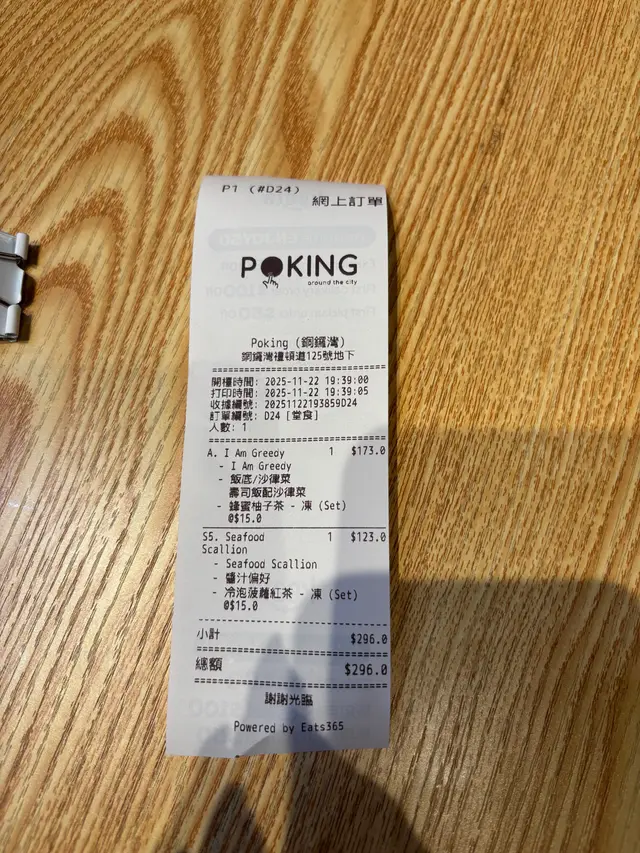 P1 (#D24)
網上訂單
POKING
around the city
Poking (銅鑼灣)
銅鑼灣禮頓道125號地下
開檯時間: 2025-11-22 19:39:00
打印時間: 2025-11-22 19:39:05
收據編號: 20251122193859D24
訂單編號: D24 [堂食]
人數: 1
A. I Am Greedy 1 $173.0
- I Am Greedy
- 飯底/沙律菜
壽司飯配沙律菜
- 蜂蜜柚子茶 - 凍 (Set)
@$15.0
S5. Seafood 1 $123.0
Scallion
- Seafood Scallion
- 醬汁偏好
- 冷泡菠蘿紅茶 - 凍 (Set)
@$15.0
小計 $296.0
總額 $296.0
謝謝光臨
Powered by Eats365